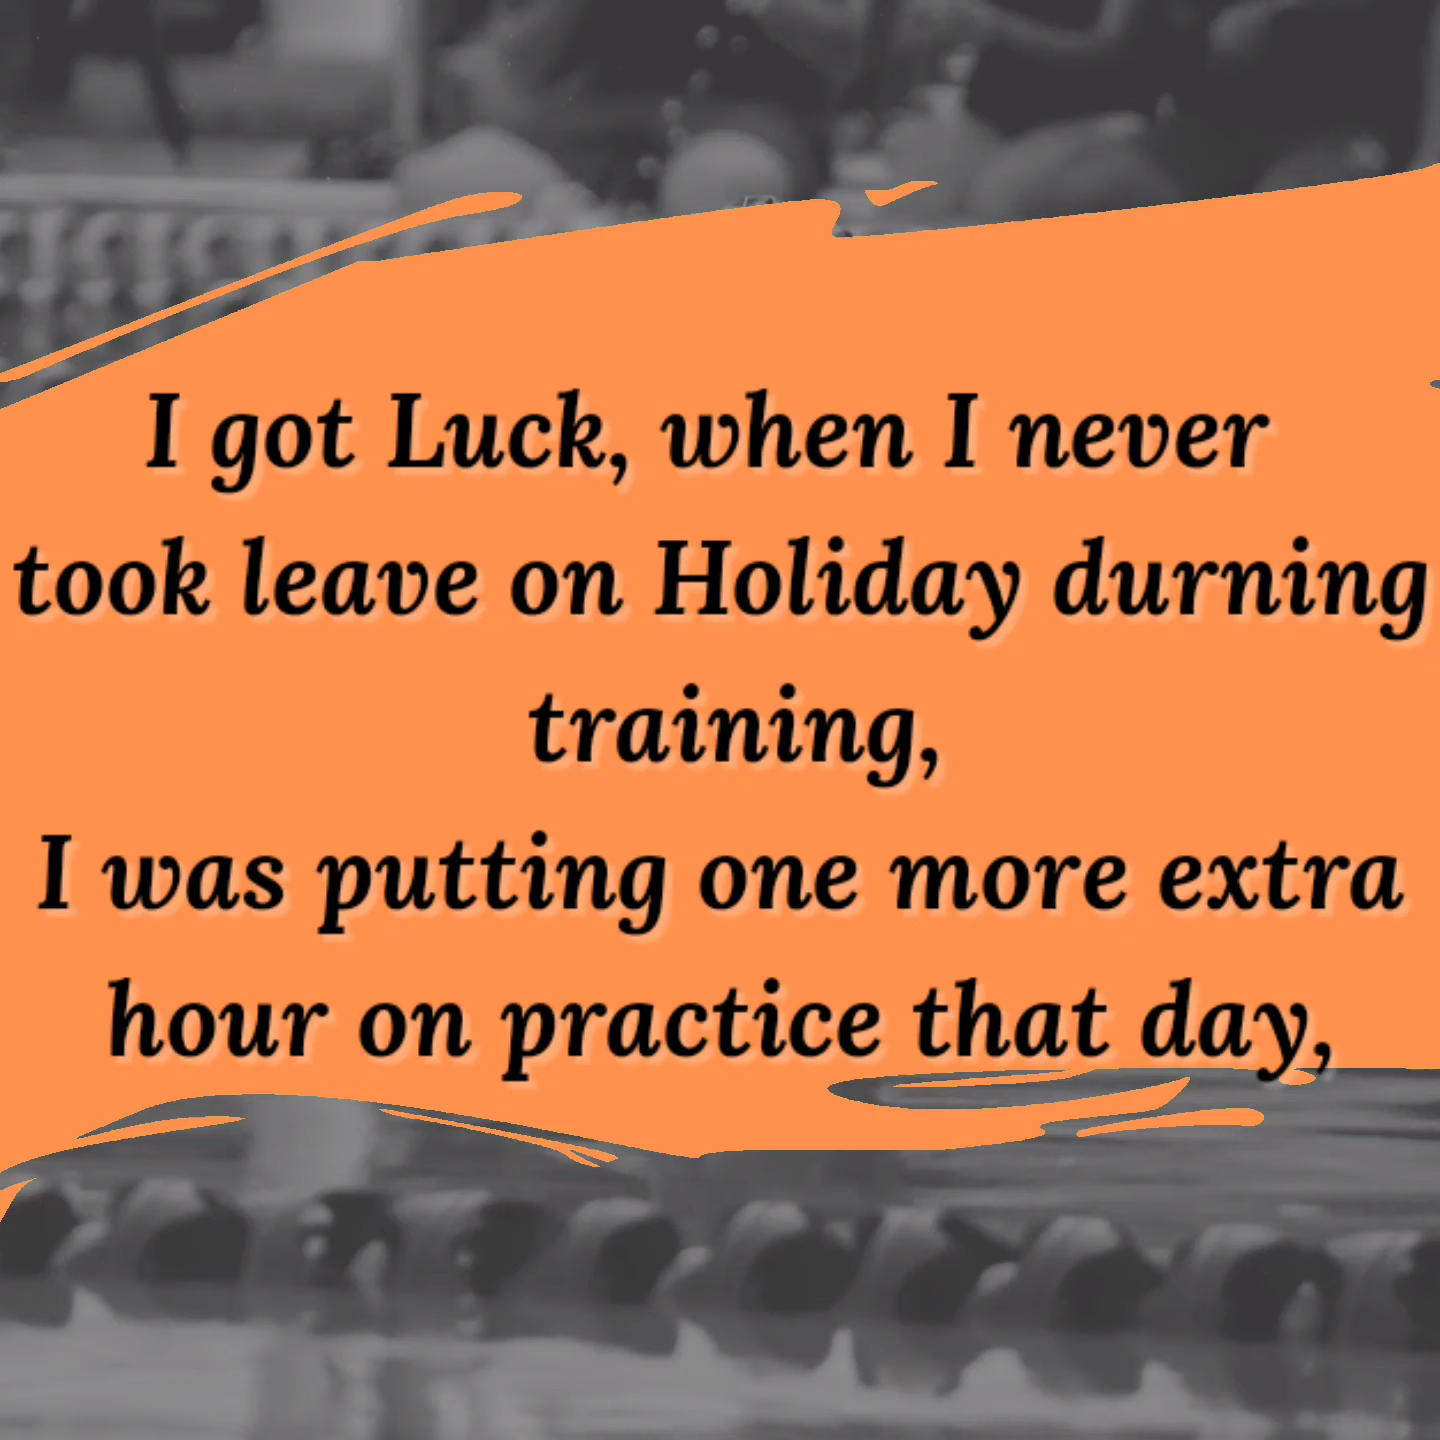 I got Luck, when I never
took leave on Holiday durning
training,
I was putting one more extra
hour on practice that day,